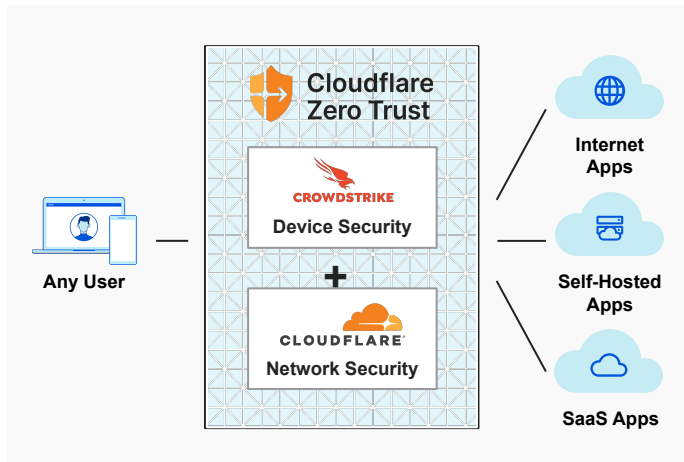 Cloudflare
Zero Trust
CROWDSTRIKE
Device Security
+
CLOUDFLARE
Network Security
Any User
Internet
Apps
Self-Hosted
Apps
SaaS Apps